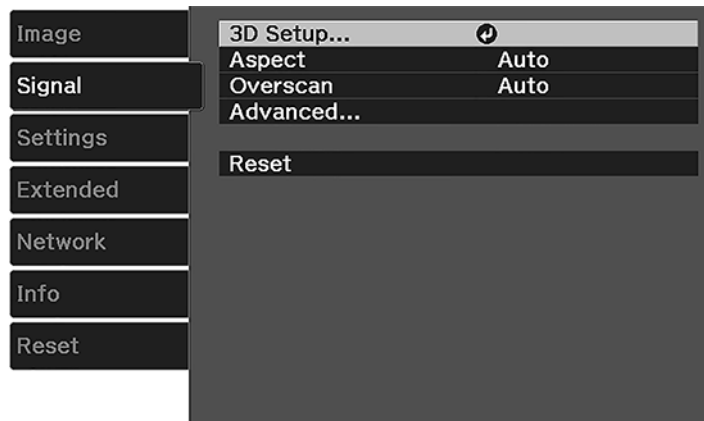 Image
Signal
Settings
Extended
Network
Info
Reset
3D Setup...
Aspect Auto
Overscan Auto
Advanced...
Reset